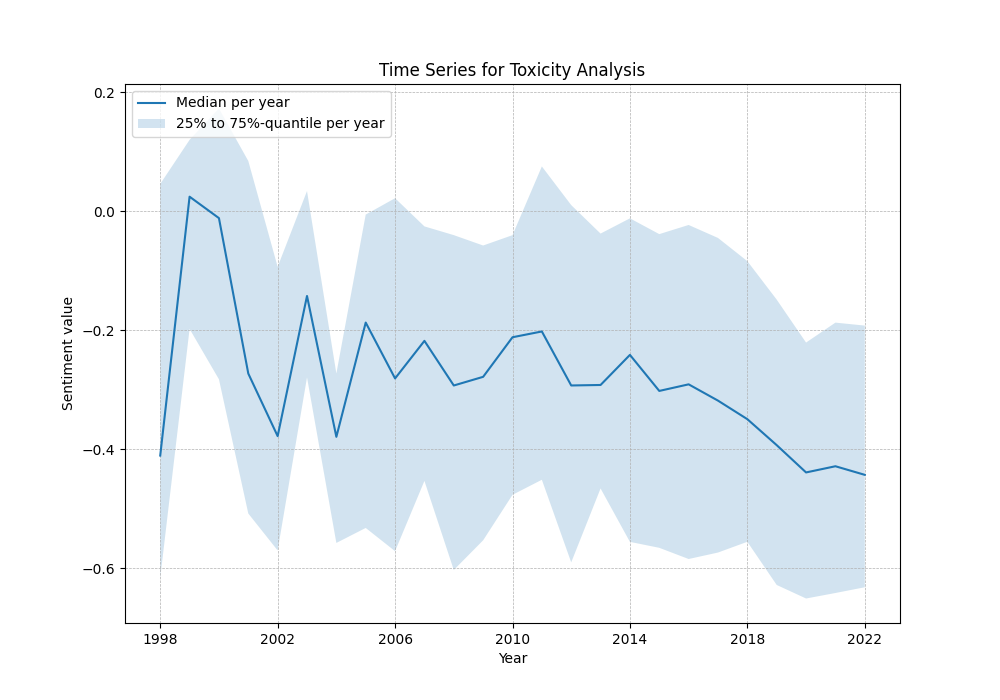 Time Series for Toxicity Analysis
Median per year
25% to 75%-quantile per year
Sentiment value
0.2
0.0
−0.2
−0.4
−0.6
1998 2002 2006 2010 2014 2018 2022
Year